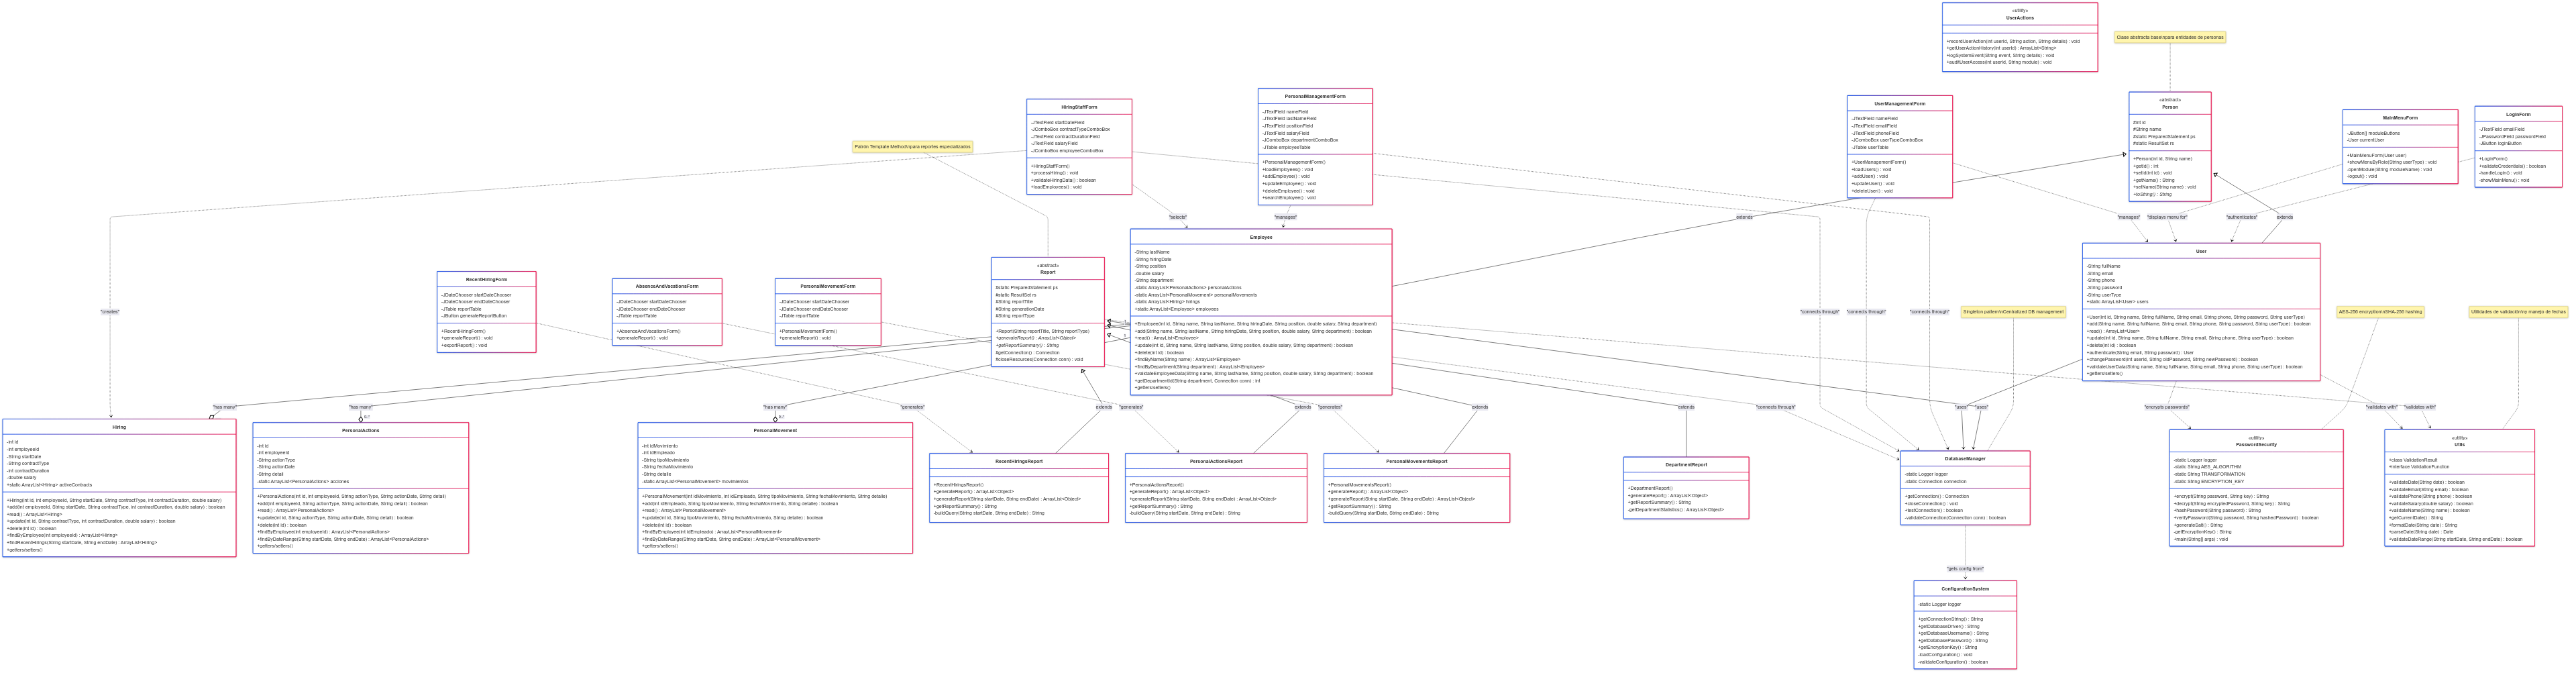 «utility»
UserActions
+recordUserAction(int userId, String action, String details) : void
+getUserActionHistory(int userId) : ArrayList<String>
+logSystemEvent(String event, String details) : void
+auditUserAccess(int userId, String module) : void
Clase abstracta base\npara entidades de personas
HiringStaffForm
-JTextField startDateField
-JComboBox contractTypeComboBox
-JTextField contractDurationField
-JTextField salaryField
-JComboBox employeeComboBox
+HiringStaffForm()
+processHiring() : void
+validateHiringData() : boolean
+loadEmployees() : void
PersonalManagementForm
-JTextField nameField
-JTextField lastNameField
-JTextField positionField
-JTextField salaryField
-JComboBox departmentComboBox
-JTable employeeTable
+PersonalManagementForm()
+loadEmployees() : void
+addEmployee() : void
+updateEmployee() : void
+deleteEmployee() : void
+searchEmployee() : void
UserManagementForm
-JTextField nameField
-JTextField emailField
-JTextField phoneField
-JComboBox userTypeComboBox
-JTable userTable
+UserManagementForm()
+loadUsers() : void
+addUser() : void
+updateUser() : void
+deleteUser() : void
«abstract»
Person
#int id
#String name
#static PreparedStatement ps
#static ResultSet rs
+Person(int id, String name)
+getId() : int
+setId(int id) : void
+getName() : String
+setName(String name) : void
+toString() : String
MainMenuForm
-JButton[] moduleButtons
-User currentUser
+MainMenuForm(User user)
+showMenuByRole(String userType) : void
-openModule(String moduleName) : void
-logout() : void
LoginForm
-JTextField emailField
-JPasswordField passwordField
-JButton loginButton
+LoginForm()
+validateCredentials() : boolean
-handleLogin() : void
-showMainMenu() : void
Patrón Template Method\npara reportes especializados
"selects"
"manages"
extends
"manages"
"displays menu for"
"authenticates"
extends
RecentHiringForm
-JDateChooser startDateChooser
-JDateChooser endDateChooser
-JTable reportTable
-JButton generateReportButton
+RecentHiringForm()
+generateReport() : void
+exportReport() : void
AbsenceAndVacationsForm
-JDateChooser startDateChooser
-JDateChooser endDateChooser
-JTable reportTable
+AbsenceAndVacationsForm()
+generateReport() : void
PersonalMovementForm
-JDateChooser startDateChooser
-JDateChooser endDateChooser
-JTable reportTable
+PersonalMovementForm()
+generateReport() : void
«abstract»
Report
#static PreparedStatement ps
#static ResultSet rs
#String reportTitle
#String generationDate
#String reportType
+Report(String reportTitle, String reportType)
+generateReport() : ArrayList<Object>
+getReportSummary() : String
#getConnection() : Connection
#closeResources(Connection conn) : void
Employee
-String lastName
-String hiringDate
-String position
-double salary
-String department
-static ArrayList<PersonalActions> personalActions
-static ArrayList<PersonalMovement> personalMovements
-static ArrayList<Hiring> hirings
+static ArrayList<Employee> employees
+Employee(int id, String name, String lastName, String hiringDate, String position, double salary, String department)
+add(String name, String lastName, String hiringDate, String position, double salary, String department) : boolean
+read() : ArrayList<Employee>
+update(int id, String name, String lastName, String position, double salary, String department) : boolean
+delete(int id) : boolean
+findByName(String name) : ArrayList<Employee>
+findByDepartment(String department) : ArrayList<Employee>
+validateEmployeeData(String name, String lastName, String position, double salary, String department) : boolean
+getDepartmentId(String department, Connection conn) : int
+getters/setters()
User
-String fullName
-String email
-String phone
-String password
-String userType
+static ArrayList<User> users
+User(int id, String name, String fullName, String email, String phone, String password, String userType)
+add(String name, String fullName, String email, String phone, String password, String userType) : boolean
+read() : ArrayList<User>
+update(int id, String name, String fullName, String email, String phone, String userType) : boolean
+delete(int id) : boolean
+authenticate(String email, String password) : User
+changePassword(int userId, String oldPassword, String newPassword) : boolean
+validateUserData(String name, String fullName, String email, String phone, String userType) : boolean
+getters/setters()
"creates"
"connects through"
"connects through"
"connects through"
Singleton pattern\nCentralized DB management
AES-256 encryption\nSHA-256 hashing
Utilidades de validación\ny manejo de fechas
"has many"
"has many"
0..*
"has many"
0..*
"generates"
extends
"generates"
extends
"generates"
extends
extends
"connects through"
"uses"
"uses"
"encrypts passwords"
"validates with"
"validates with"
Hiring
-int id
-int employeeId
-String startDate
-String contractType
-int contractDuration
-double salary
+static ArrayList<Hiring> activeContracts
+Hiring(int id, int employeeId, String startDate, String contractType, int contractDuration, double salary)
+add(int employeeId, String startDate, String contractType, int contractDuration, double salary) : boolean
+read() : ArrayList<Hiring>
+update(int id, String contractType, int contractDuration, double salary) : boolean
+delete(int id) : boolean
+findByEmployee(int employeeId) : ArrayList<Hiring>
+findRecentHirings(String startDate, String endDate) : ArrayList<Hiring>
+getters/setters()
PersonalActions
-int id
-int employeeId
-String actionType
-String actionDate
-String detail
-static ArrayList<PersonalActions> acciones
+PersonalActions(int id, int employeeId, String actionType, String actionDate, String detail)
+add(int employeeId, String actionType, String actionDate, String detail) : boolean
+read() : ArrayList<PersonalActions>
+update(int id, String actionType, String actionDate, String detail) : boolean
+delete(int id) : boolean
+findByEmployee(int employeeId) : ArrayList<PersonalActions>
+findByDateRange(String startDate, String endDate) : ArrayList<PersonalActions>
+getters/setters()
PersonalMovement
-int idMovimiento
-int idEmpleado
-String tipoMovimiento
-String fechaMovimiento
-String detalle
-static ArrayList<PersonalMovement> movimientos
+PersonalMovement(int idMovimiento, int idEmpleado, String tipoMovimiento, String fechaMovimiento, String detalle)
+add(int idEmpleado, String tipoMovimiento, String fechaMovimiento, String detalle) : boolean
+read() : ArrayList<PersonalMovement>
+update(int id, String tipoMovimiento, String fechaMovimiento, String detalle) : boolean
+delete(int id) : boolean
+findByEmployee(int idEmpleado) : ArrayList<PersonalMovement>
+findByDateRange(String startDate, String endDate) : ArrayList<PersonalMovement>
+getters/setters()
RecentHiringsReport
+RecentHiringsReport()
+generateReport() : ArrayList<Object>
+generateReport(String startDate, String endDate) : ArrayList<Object>
+getReportSummary() : String
-buildQuery(String startDate, String endDate) : String
PersonalActionReport
+PersonalActionsReport()
+generateReport() : ArrayList<Object>
+generateReport(String startDate, String endDate) : ArrayList<Object>
+getReportSummary() : String
-buildQuery(String startDate, String endDate) : String
PersonalMovementsReport
+PersonalMovementsReport()
+generateReport() : ArrayList<Object>
+generateReport(String startDate, String endDate) : ArrayList<Object>
+getReportSummary() : String
-buildQuery(String startDate, String endDate) : String
DepartmentReport
+DepartmentReport()
+generateReport() : ArrayList<Object>
+getReportSummary() : String
-getDepartmentStatistics() : ArrayList<Object>
DatabaseManager
-static Logger logger
-static Connection connection
+getConnection() : Connection
+closeConnection() : void
+testConnection() : boolean
-validateConnection(Connection conn) : boolean
«utility»
PasswordSecurity
-static Logger logger
-static String AES_ALGORITHM
-static String TRANSFORMATION
-static String ENCRYPTION_KEY
+encrypt(String password, String key) : String
+decrypt(String encryptedPassword, String key) : String
+hashPassword(String password) : String
+verifyPassword(String password, String hashedPassword) : boolean
+generateSalt() : String
-getEncryptionKey() : String
+main(String[] args) : void
«utility»
Utils
+class ValidationResult
+interface ValidationFunction
+validateDate(String date) : boolean
+validateEmail(String email) : boolean
+validatePhone(String phone) : boolean
+validateSalary(double salary) : boolean
+validateName(String name) : boolean
+getCurrentDate() : String
+formatDate(String date) : String
+parseDate(String date) : Date
+validateDateRange(String startDate, String endDate) : boolean
"gets config from"
ConfigurationSystem
-static Logger logger
+getConnectionString() : String
+getDatabaseDriver() : String
+getDatabaseUsername() : String
+getDatabasePassword() : String
+getEncryptionKey() : String
-loadConfiguration() : void
-validateConfiguration() : boolean